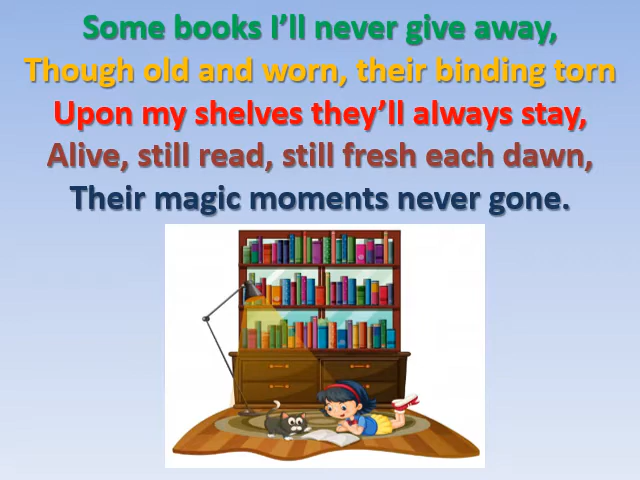 Some books I’ll never give away,
Though old and worn, their binding torn
Upon my shelves they’ll always stay,
Alive, still read, still fresh each dawn,
Their magic moments never gone.